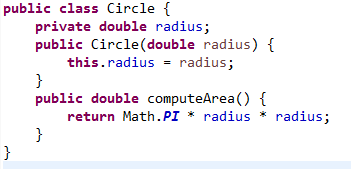 public class Circle {
    private double radius;
    public Circle(double radius) {
        this.radius = radius;
    }
    public double computeArea() {
        return Math.PI * radius * radius;
    }
}